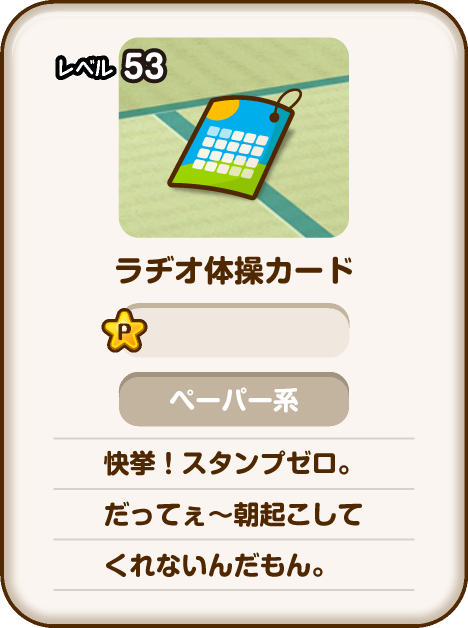 レベル 53
ラヂオ体操カード
P
ペーパー系
快挙！スタンプゼロ。
だってぇ～朝起こして
くれないんだもん。